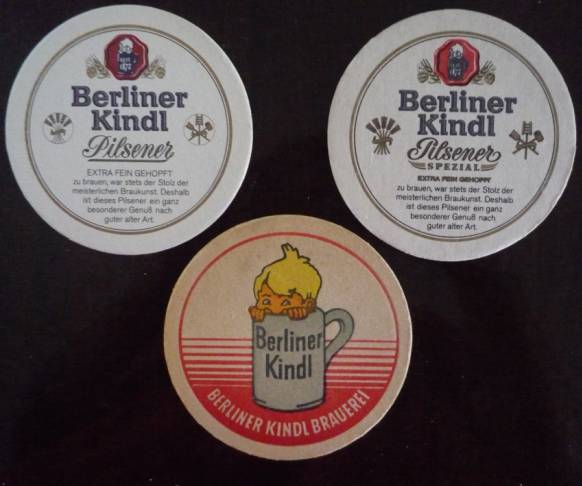 Berliner
Kindl
Pilsener
EXTRA FEIN GEHOPFT
zu brauen, war stets der Stolz der
meisterlichen Braukunst. Deshalb
ist dieses Pilsener ein ganz
besonderer Genuß nach
guter alter Art.
Berliner
Kindl
Pilsener
SPEZIAL
EXTRA FEIN GEHOPFT
zu brauen, war stets der Stolz der
meisterlichen Braukunst. Deshalb
ist dieses Pilsener ein ganz
besonderer Genuß nach
guter alter Art.
Berliner
Kindl
BERLINER KINDL BRAUEREI